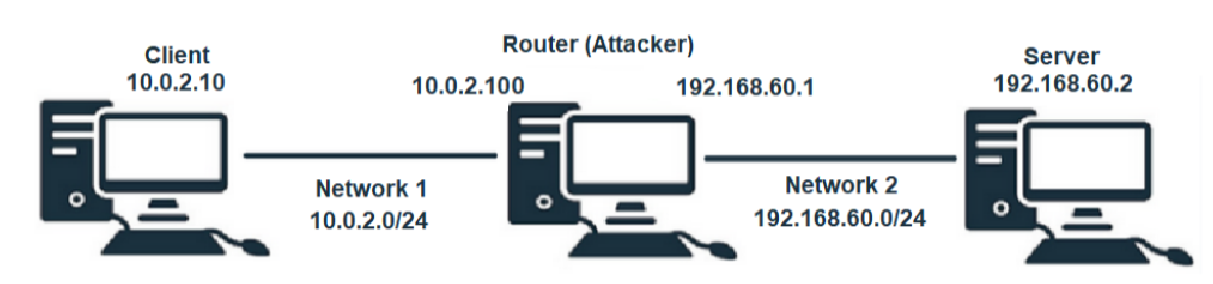 Client
10.0.2.10
Router (Attacker)
10.0.2.100
192.168.60.1
Server
192.168.60.2
Network 1
10.0.2.0/24
Network 2
192.168.60.0/24